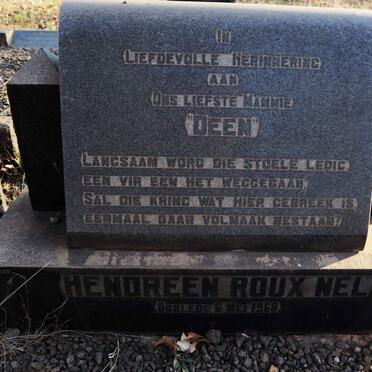 IN
LIEFDEVOLLE HERINNERING
AAN
ONS LIEFSTE MAMMIE
"DEEN"
LANGSAAM WORD DIE STOELE LEDIG
EEN VIR EEN HET WEGGEGAAN,
SAL DIE KRING WAT HIER GEBREEK IS,
EENMAAL DAAR VOLMAAK BESTAAN?
HENDREEN ROUX NEL
OORLEDE 6 MEI 1968